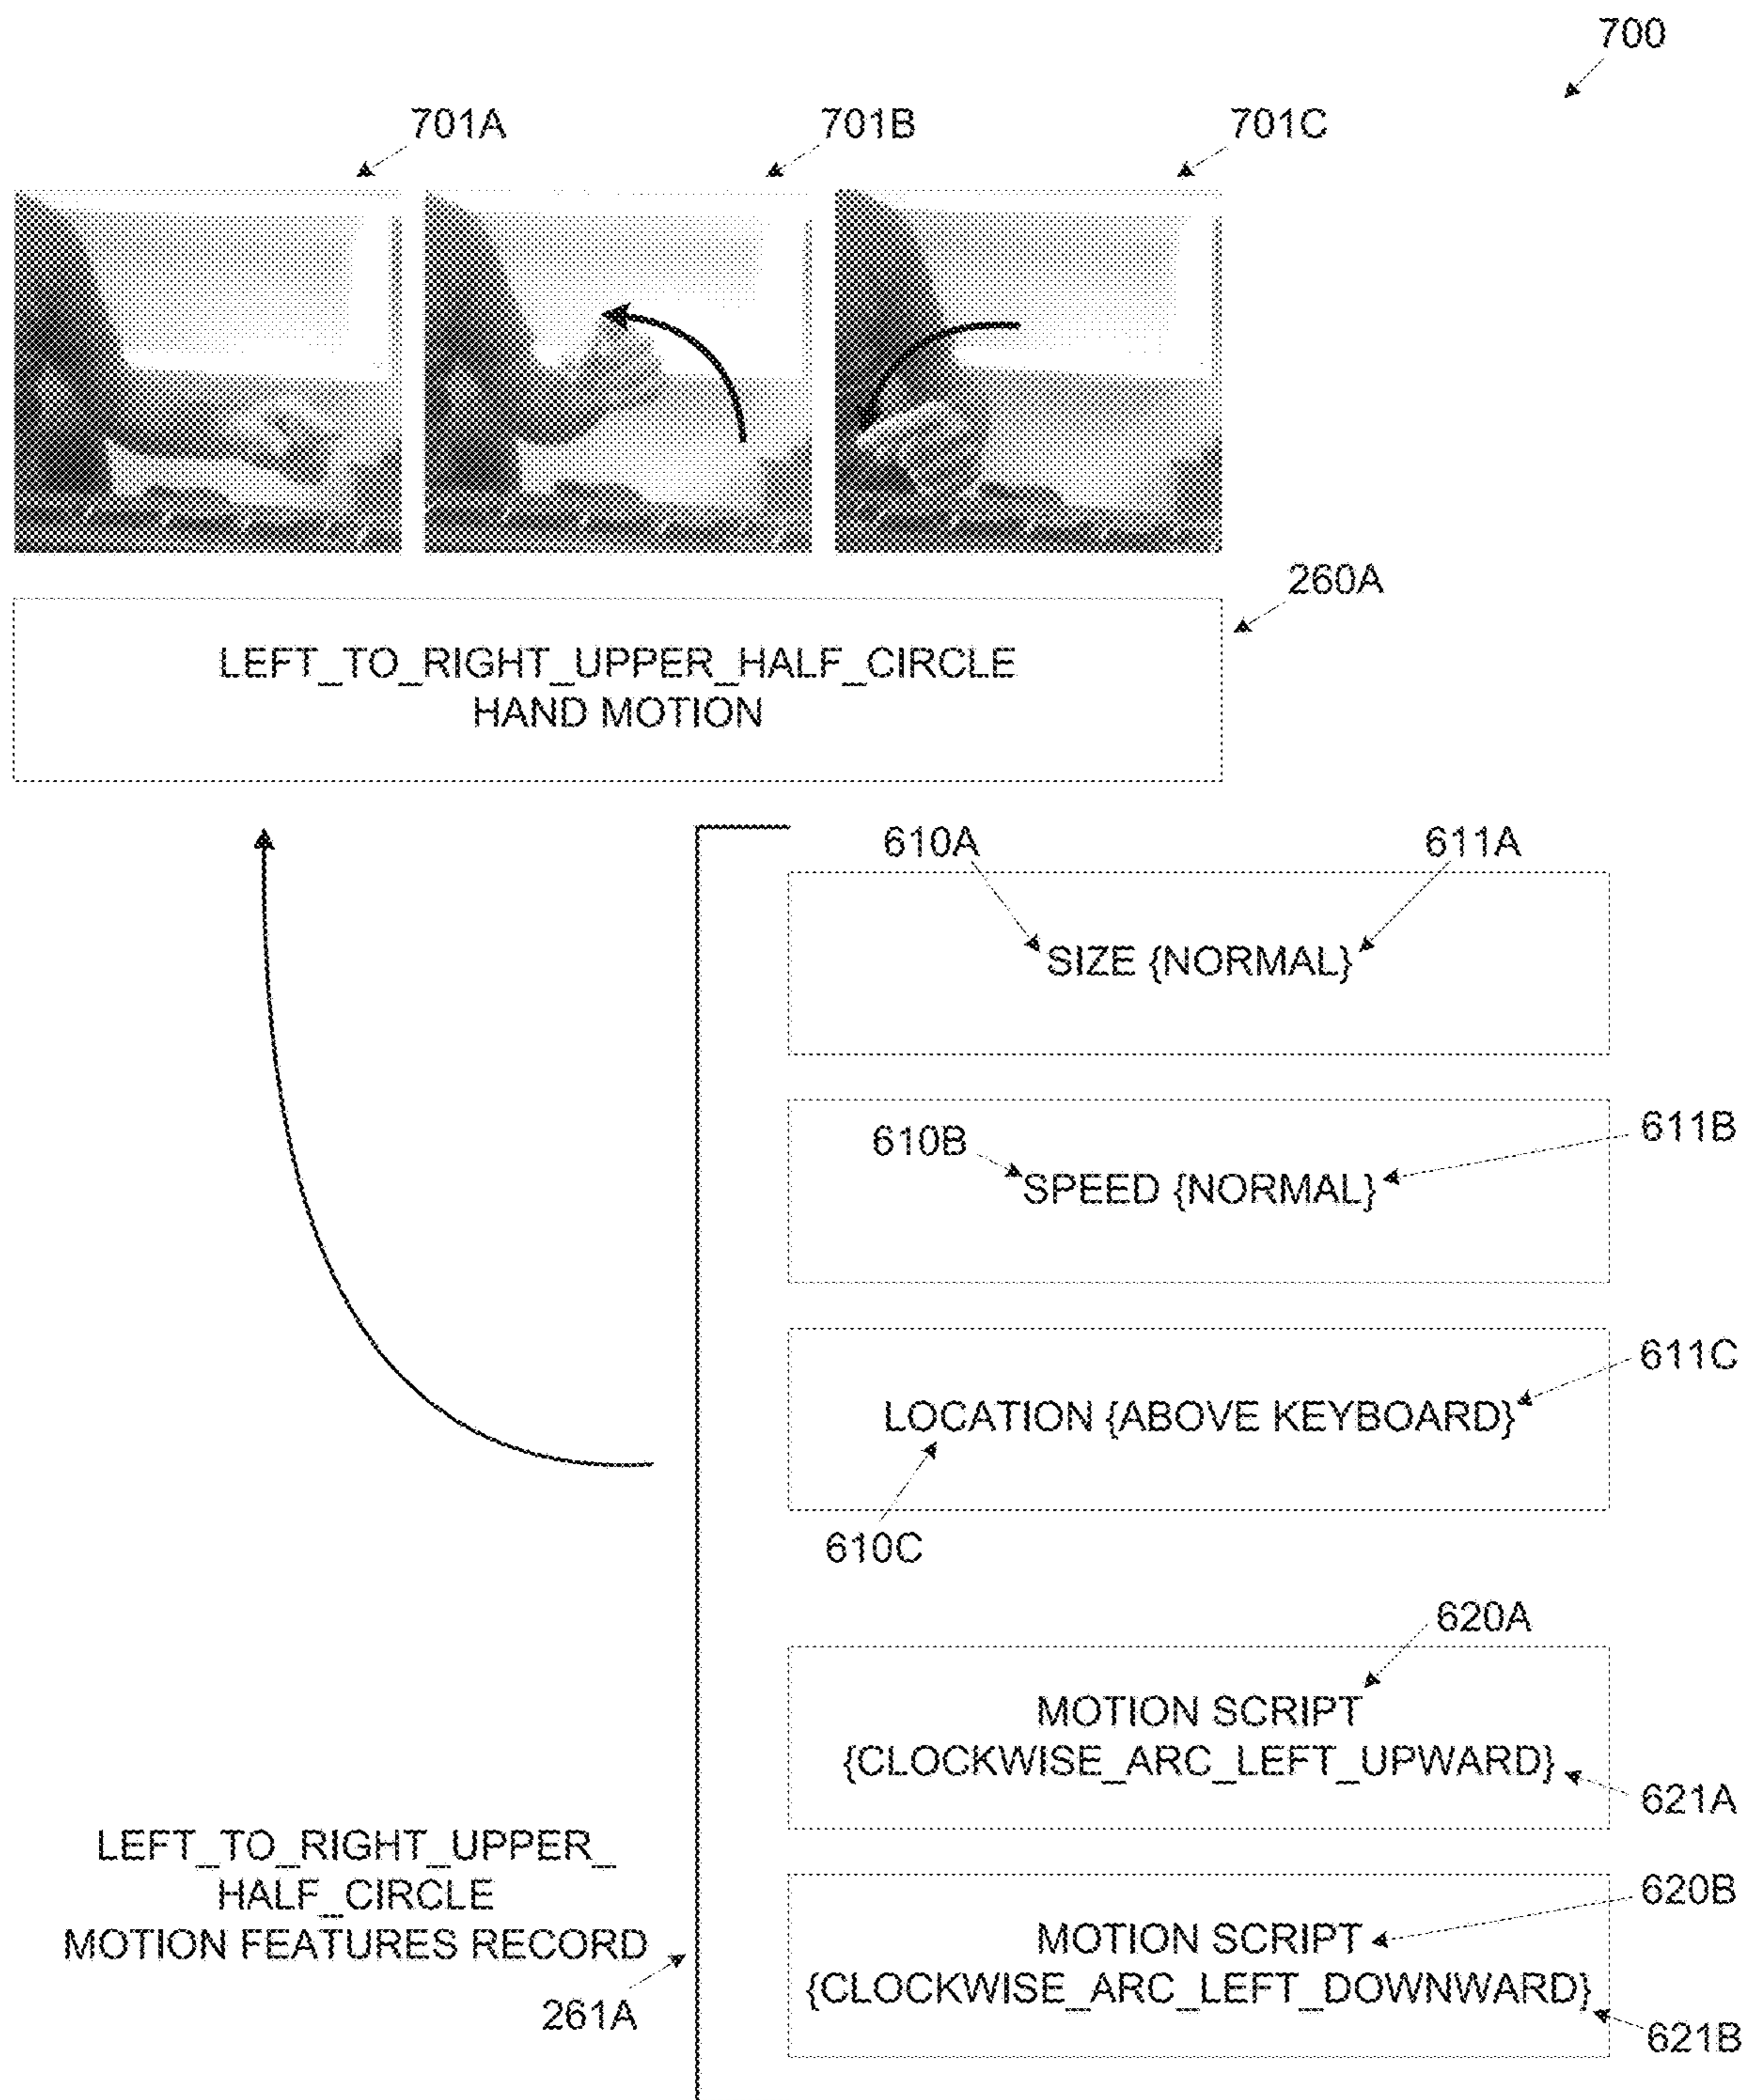 700
701A
701B
701C
260A
LEFT_TO_RIGHT_UPPER_HALF_CIRCLE
HAND MOTION
610A
611A
SIZE {NORMAL}
610B
611B
SPEED {NORMAL}
611C
LOCATION {ABOVE KEYBOARD}
610C
620A
MOTION SCRIPT
{CLOCKWISE_ARC_LEFT_UPWARD}
621A
LEFT_TO_RIGHT_UPPER_
HALF_CIRCLE
MOTION FEATURES RECORD
261A
620B
MOTION SCRIPT
{CLOCKWISE_ARC_LEFT_DOWNWARD}
621B